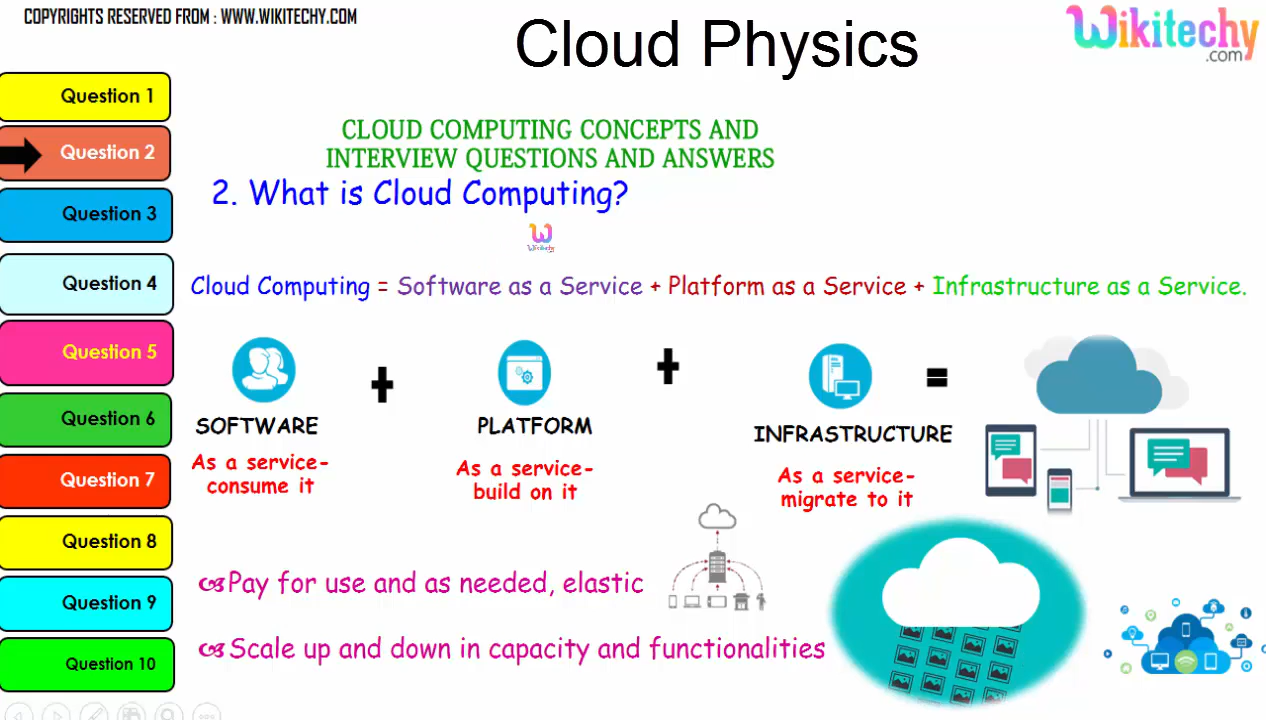 COPYRIGHTS RESERVED FROM : WWW.WIKITECHY.COM
Cloud Physics
Wikitechy
.com
Question 1
Question 2
Question 3
Question 4
Question 5
Question 6
Question 7
Question 8
Question 9
Question 10
CLOUD COMPUTING CONCEPTS AND
INTERVIEW QUESTIONS AND ANSWERS
2. What is Cloud Computing?
Wikitechy
Cloud Computing = Software as a Service + Platform as a Service + Infrastructure as a Service.
+
+
=
SOFTWARE
As a service-
consume it
PLATFORM
As a service-
build on it
INFRASTRUCTURE
As a service-
migrate to it
Pay for use and as needed, elastic
Scale up and down in capacity and functionalities